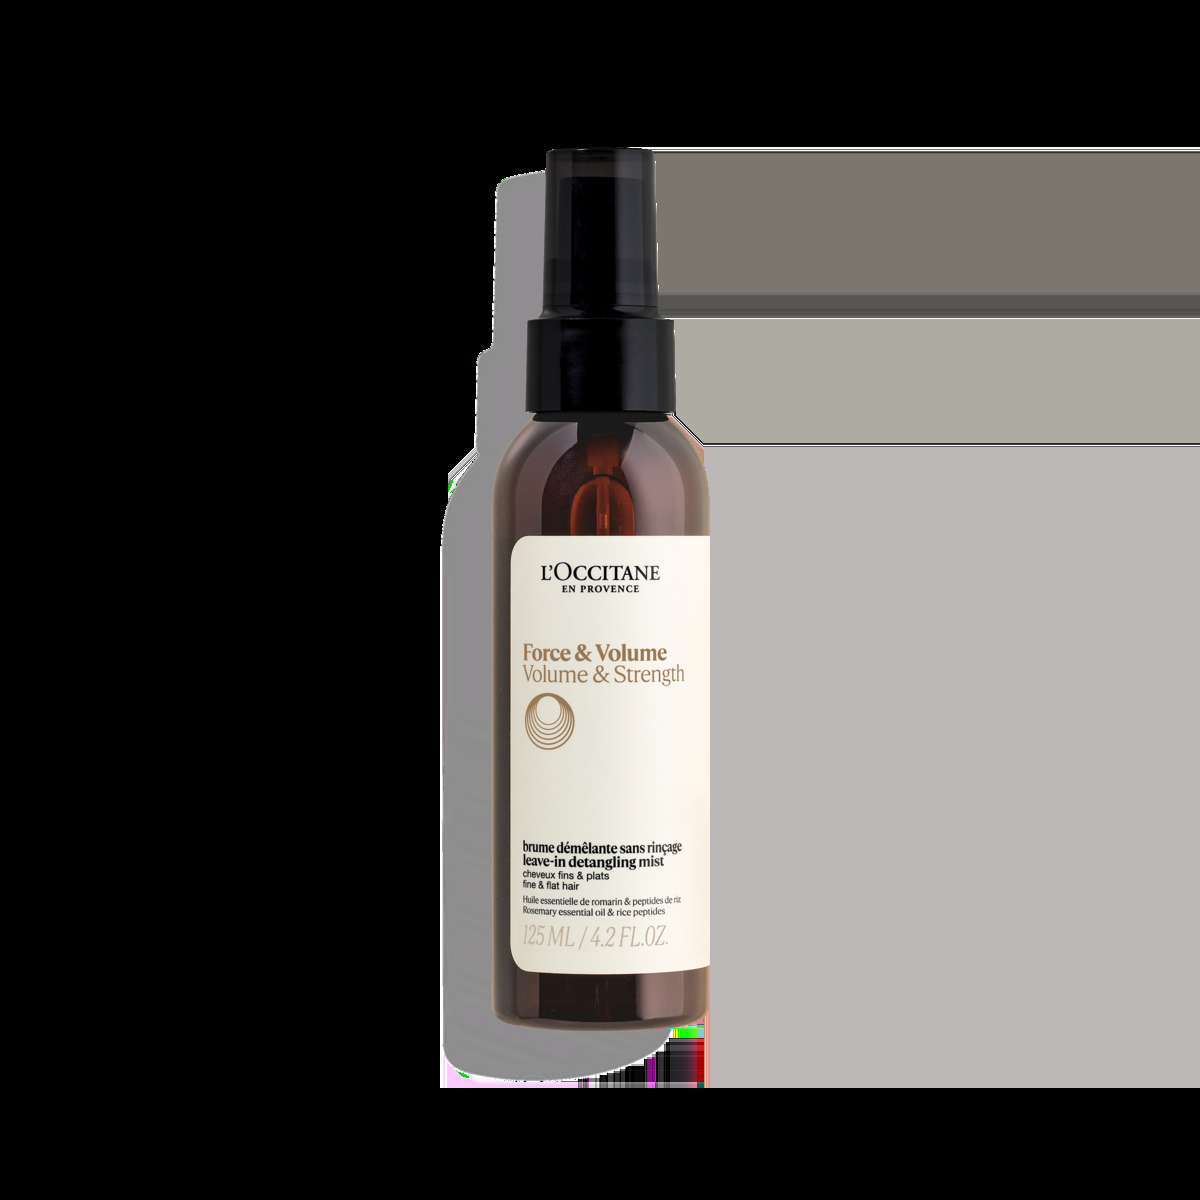 L'OCCITANE
EN PROVENCE
Force & Volume
Volume & Strength
brume démêlante sans rinçage
leave-in detangling mist
cheveux fins & plats
fine & flat hair
Huile essentielle de romarin & peptides de riz
Rosemary essential oil & rice peptides
125 ML / 4.2 FL.OZ.